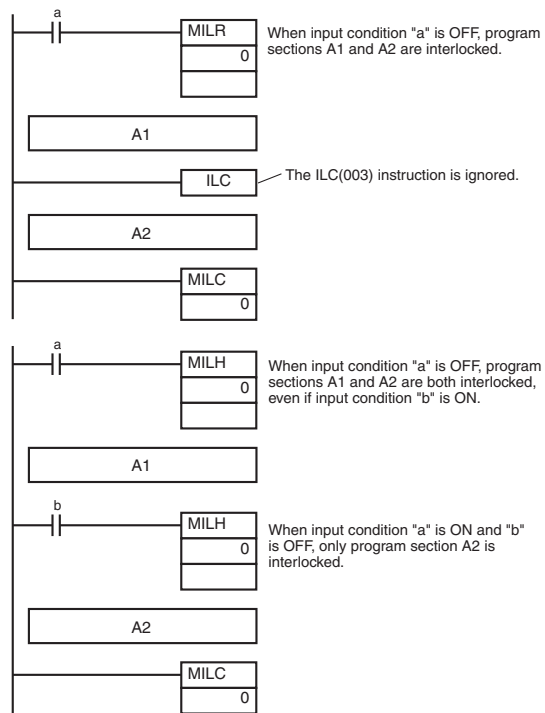 a
MILR
0
When input condition "a" is OFF, program
sections A1 and A2 are interlocked.
A1
ILC
The ILC(003) instruction is ignored.
A2
MILC
0
a
MILH
0
When input condition "a" is OFF, program
sections A1 and A2 are both interlocked,
even if input condition "b" is ON.
A1
b
MILH
0
When input condition "a" is ON and "b"
is OFF, only program section A2 is
interlocked.
A2
MILC
0